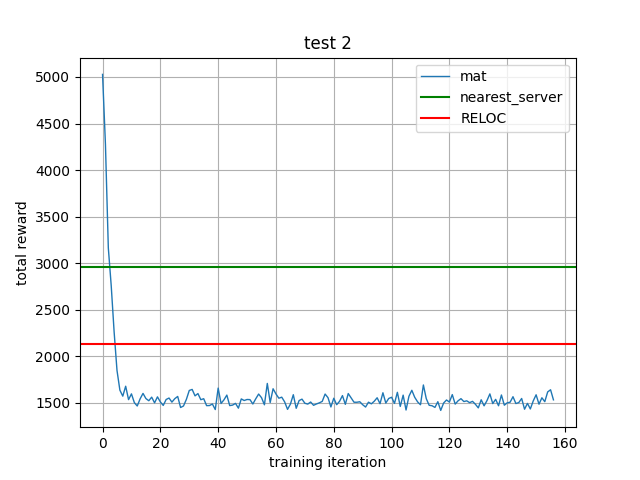 test 2
mat
nearest_server
RELOC
total reward
5000
4500
4000
3500
3000
2500
2000
1500
0 20 40 60 80 100 120 140 160
training iteration